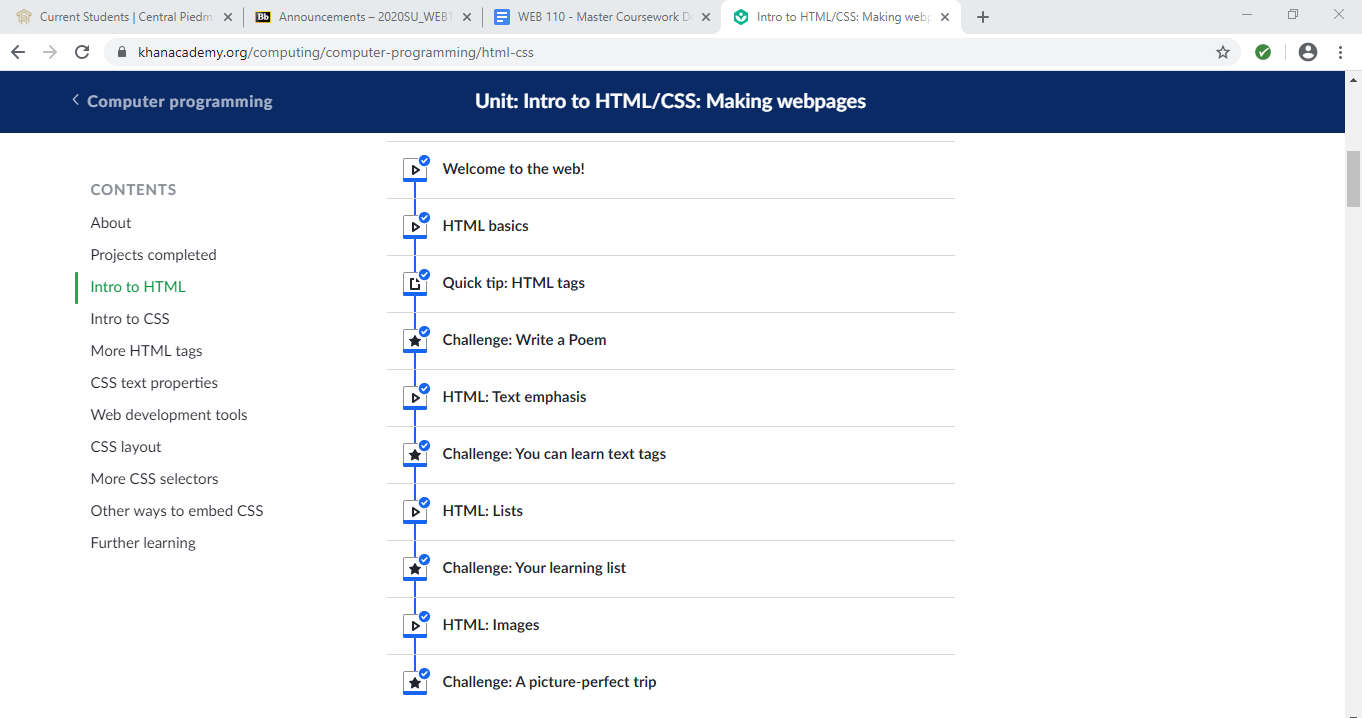 Current Students | Central Piedm
Bb Announcements – 2020SU_WEB1
WEB 110 - Master Coursework D
Intro to HTML/CSS: Making webp
khanacademy.org/computing/computer-programming/html-css
Computer programming
Unit: Intro to HTML/CSS: Making webpages
CONTENTS
About
Projects completed
Intro to HTML
Intro to CSS
More HTML tags
CSS text properties
Web development tools
CSS layout
More CSS selectors
Other ways to embed CSS
Further learning
Welcome to the web!
HTML basics
Quick tip: HTML tags
Challenge: Write a Poem
HTML: Text emphasis
Challenge: You can learn text tags
HTML: Lists
Challenge: Your learning list
HTML: Images
Challenge: A picture-perfect trip